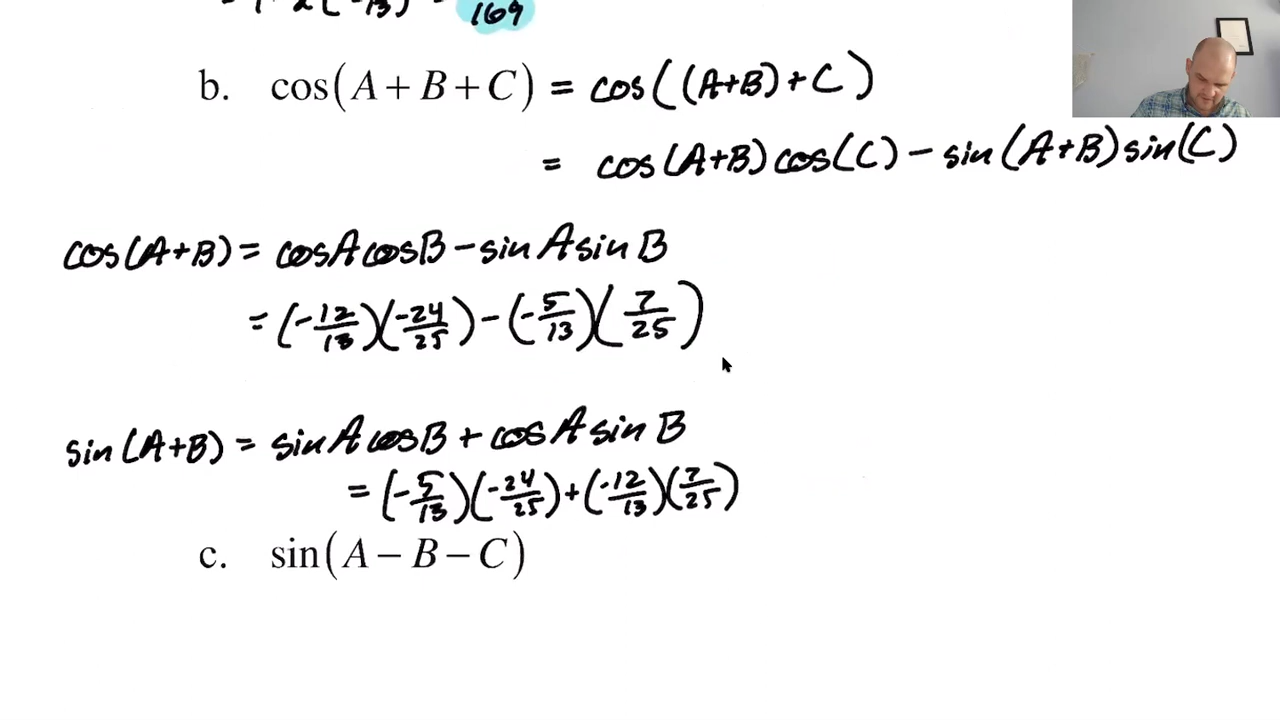 169
b. cos(A + B + C) = cos((A+B)+C)
= cos(A+B)cos(C) - sin(A+B)sin(C)
cos(A+B) = cosAcosB - sinAsinB
= (-12/13)(-24/25) - (-5/13)(7/25)
sin(A+B) = sinAcosB + cosAsinB
= (-5/13)(-24/25) + (-12/13)(7/25)
c. sin(A - B - C)